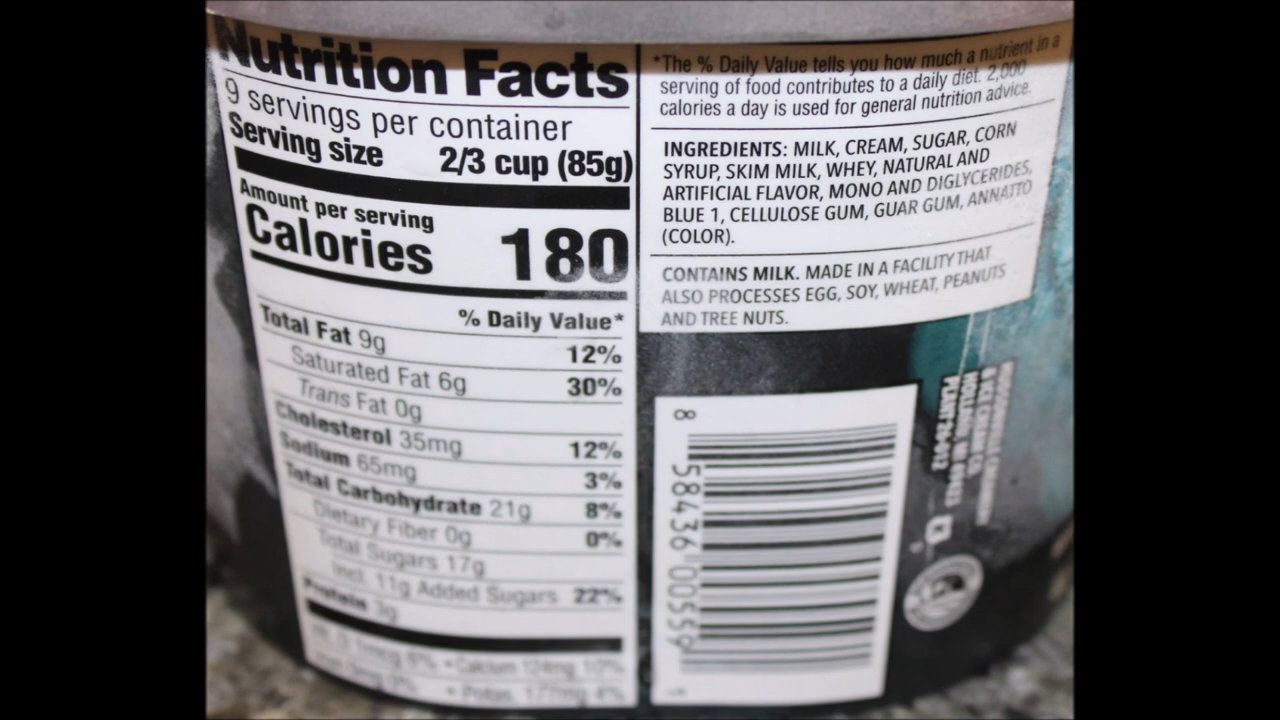 Nutrition Facts
9 servings per container
Serving size 2/3 cup (85g)
Amount per serving
Calories 180
% Daily Value*
Total Fat 9g 12%
Saturated Fat 6g 30%
Trans Fat 0g
Cholesterol 35mg 12%
Sodium 65mg 3%
Total Carbohydrate 21g 8%
Dietary Fiber 0g 0%
Total Sugars 17g
Incl. 11g Added Sugars 22%
Protein 3g
6% • Calcium 124mg 10%
0% • Potas. 177mg 4%
*The % Daily Value tells you how much a nutrient in a
serving of food contributes to a daily diet. 2,000
calories a day is used for general nutrition advice.
INGREDIENTS: MILK, CREAM, SUGAR, CORN
SYRUP, SKIM MILK, WHEY, NATURAL AND
ARTIFICIAL FLAVOR, MONO AND DIGLYCERIDES,
BLUE 1, CELLULOSE GUM, GUAR GUM, ANNATTO
(COLOR).
CONTAINS MILK. MADE IN A FACILITY THAT
ALSO PROCESSES EGG, SOY, WHEAT, PEANUTS
AND TREE NUTS.
8 58436 00559
PLANT 26-012